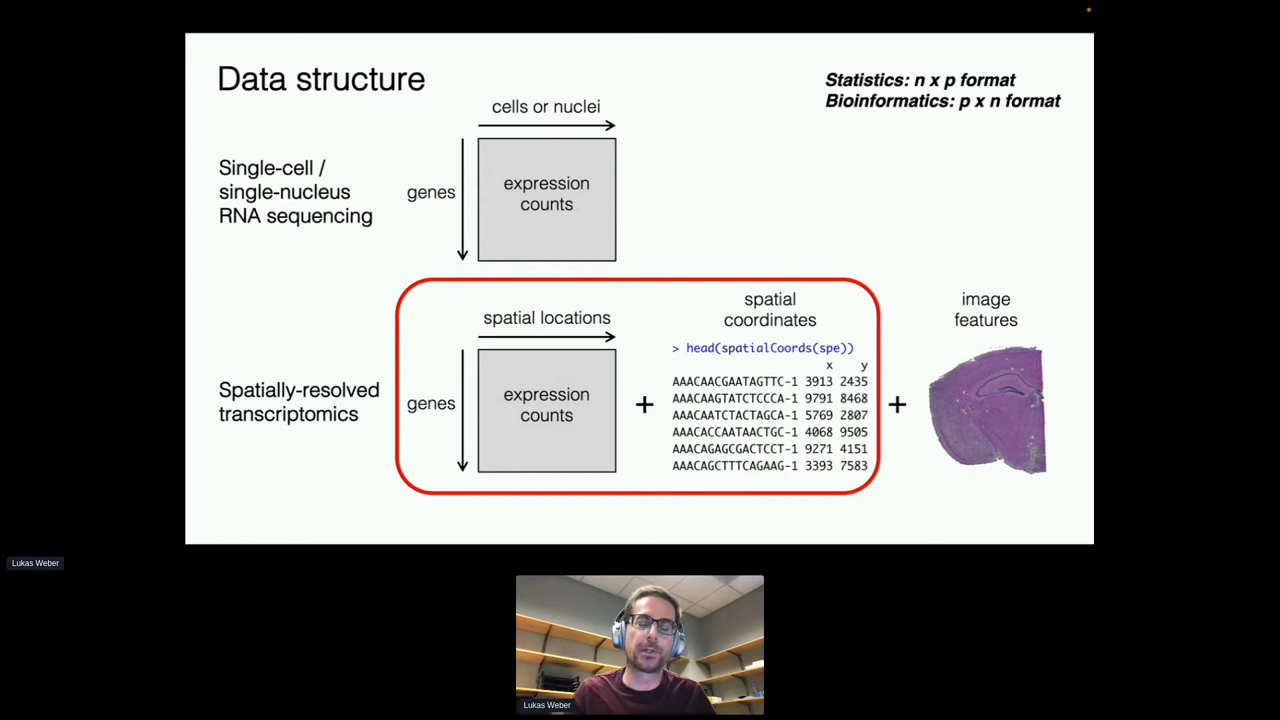 Data structure
Statistics: n x p format
Bioinformatics: p x n format
cells or nuclei
Single-cell /
single-nucleus
RNA sequencing
genes
expression
counts
spatial locations
spatial
coordinates
image
features
> head(spatialCoords(spe))
x y
AAACAACGAATAGTTC-1 3913 2435
AAACAAGTATCTCCCA-1 9791 8468
AAACAATCTACTAGCA-1 5769 2807
AAACACCAATAACTGC-1 4068 9505
AAACAGAGCGACTCCT-1 9271 4151
AAACAGCTTTCAGAAG-1 3393 7583
Spatially-resolved
transcriptomics
genes
expression
counts
+
+
Lukas Weber
Lukas Weber